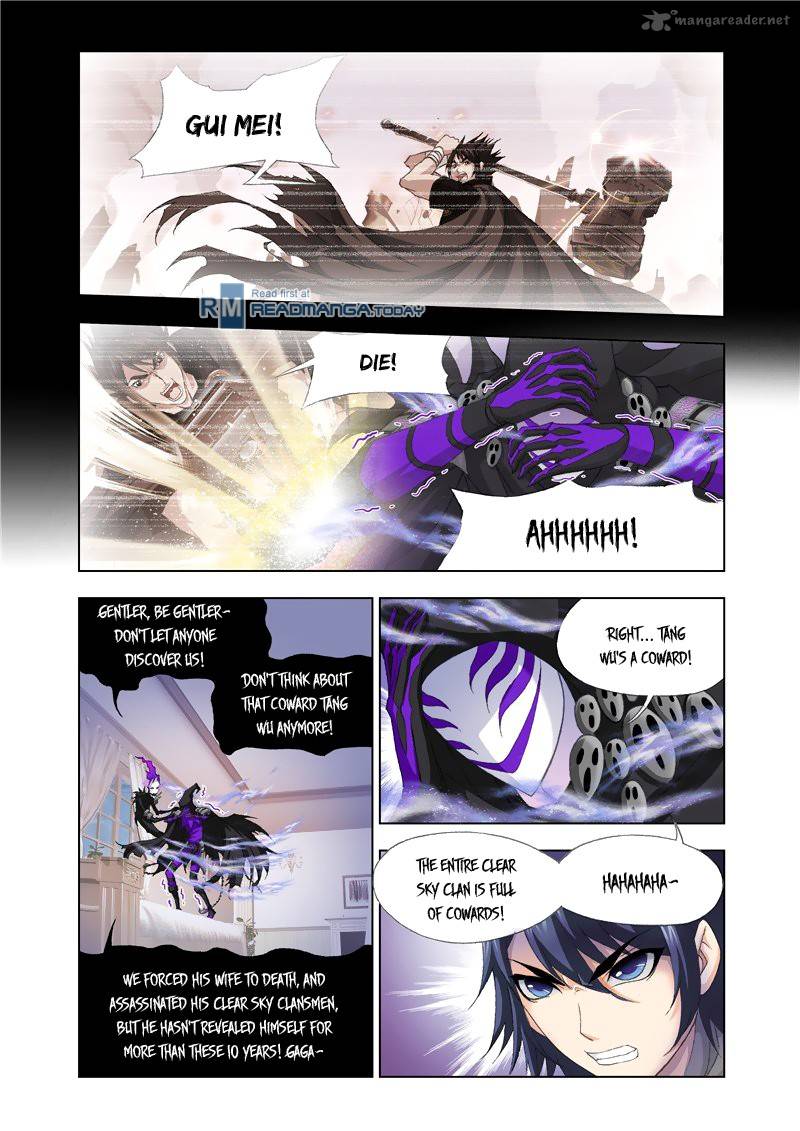 mangareader.net
GUI MEI!
RM
Read first at
READMANGA.TODAY
DIE!
AHHHHHH!
GENTLER, BE GENTLER~
DON'T LET ANYONE
DISCOVER US!
DON'T THINK ABOUT
THAT COWARD TANG
WU ANYMORE!
WE FORCED HIS WIFE TO DEATH, AND
ASSASSINATED HIS CLEAR SKY CLANSMEN,
BUT HE HASN'T REVEALED HIMSELF FOR
MORE THAN THESE 10 YEARS! GAGA~
RIGHT... TANG
WU'S A COWARD!
THE ENTIRE CLEAR
SKY CLAN IS FULL
OF COWARDS!
HAHAHAHA~